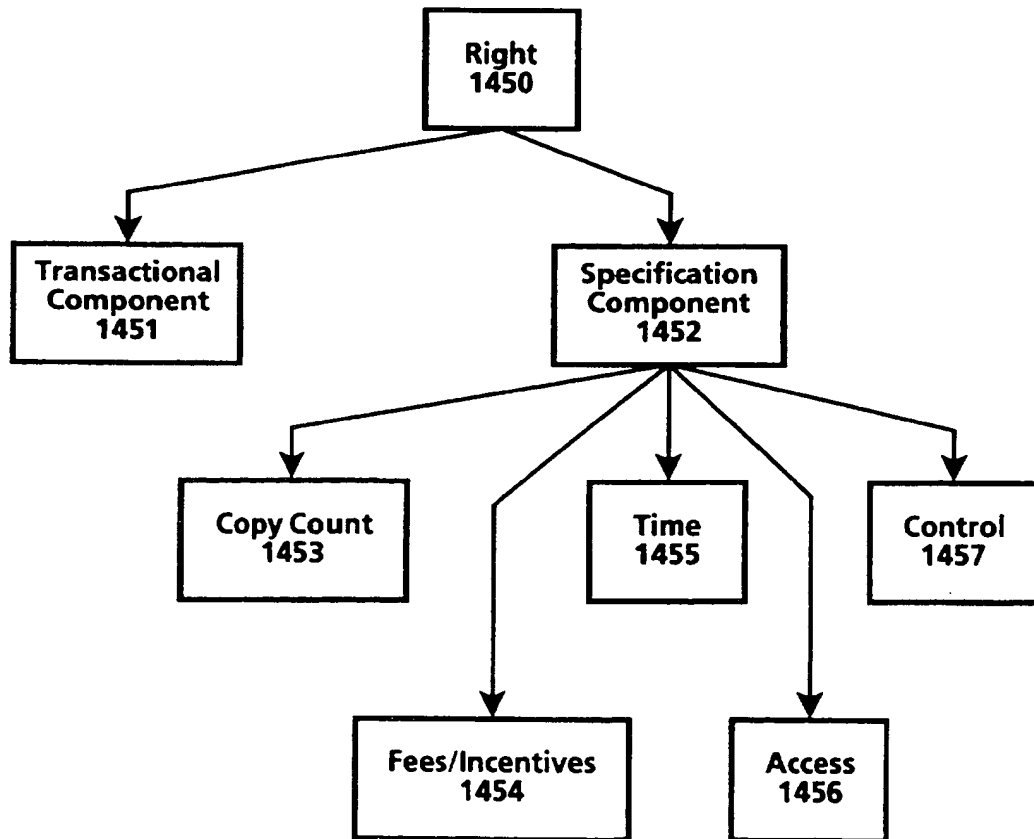 Right
1450
Transactional
Component
1451
Specification
Component
1452
Copy Count
1453
Time
1455
Control
1457
Fees/Incentives
1454
Access
1456